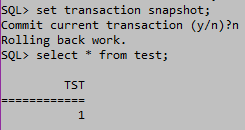 SQL> set transaction snapshot;
Commit current transaction (y/n)?n
Rolling back work.
SQL> select * from test;
TST
============
1